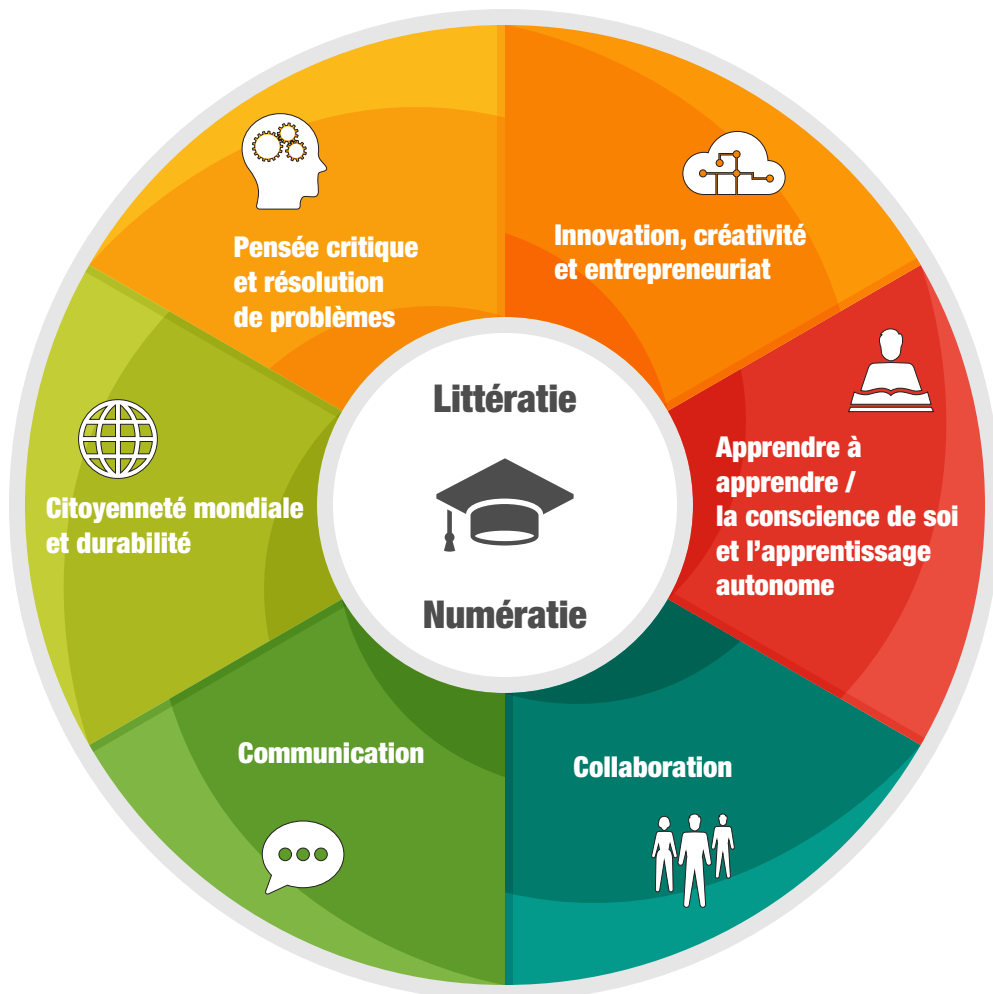 Pensée critique
et résolution
de problèmes
Innovation, créativité
et entrepreneuriat
Apprendre à
apprendre /
la conscience de soi
et l’apprentissage
autonome
Collaboration
Communication
Citoyenneté mondiale
et durabilité
Littératie
Numératie